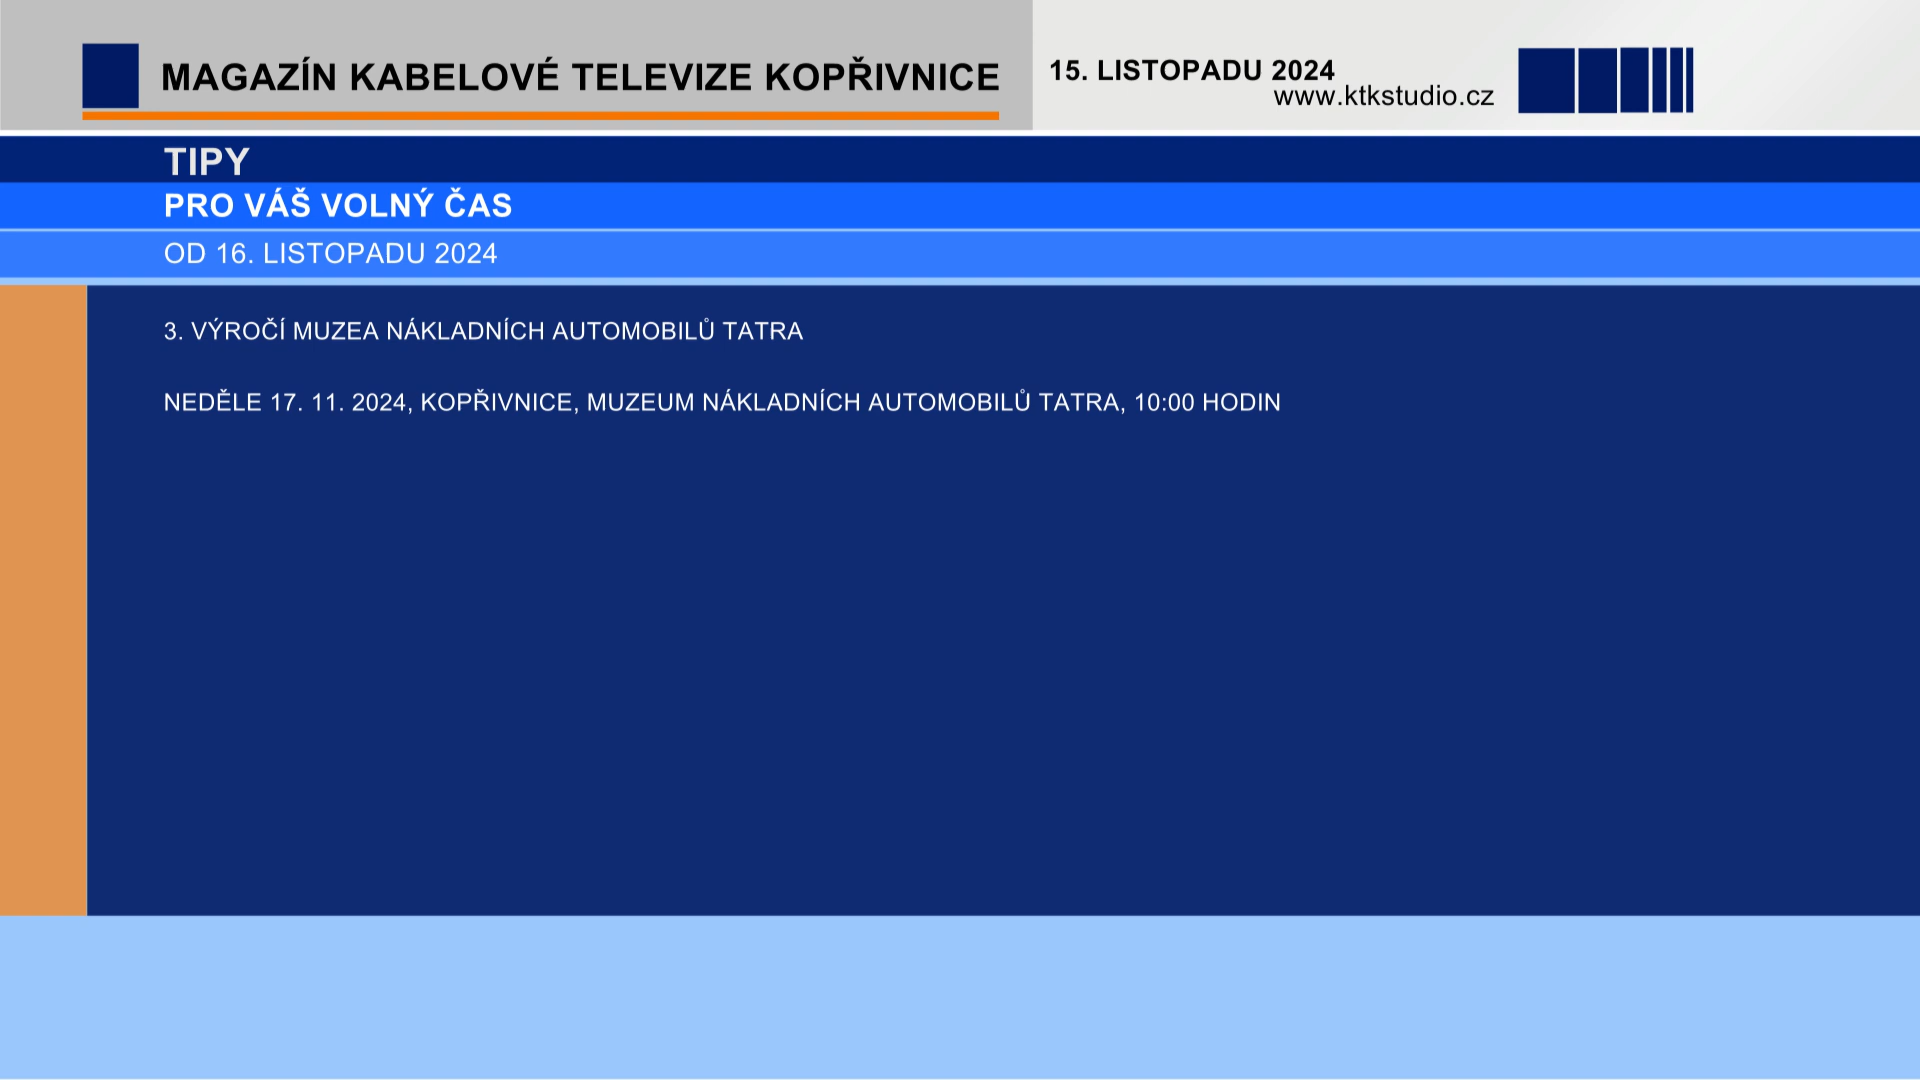 MAGAZÍN KABELOVÉ TELEVIZE KOPŘIVNICE
15. LISTOPADU 2024
www.ktkstudio.cz
TIPY
PRO VÁŠ VOLNÝ ČAS
OD 16. LISTOPADU 2024
3. VÝROČÍ MUZEA NÁKLADNÍCH AUTOMOBILŮ TATRA
NEDĚLE 17. 11. 2024, KOPŘIVNICE, MUZEUM NÁKLADNÍCH AUTOMOBILŮ TATRA, 10:00 HODIN